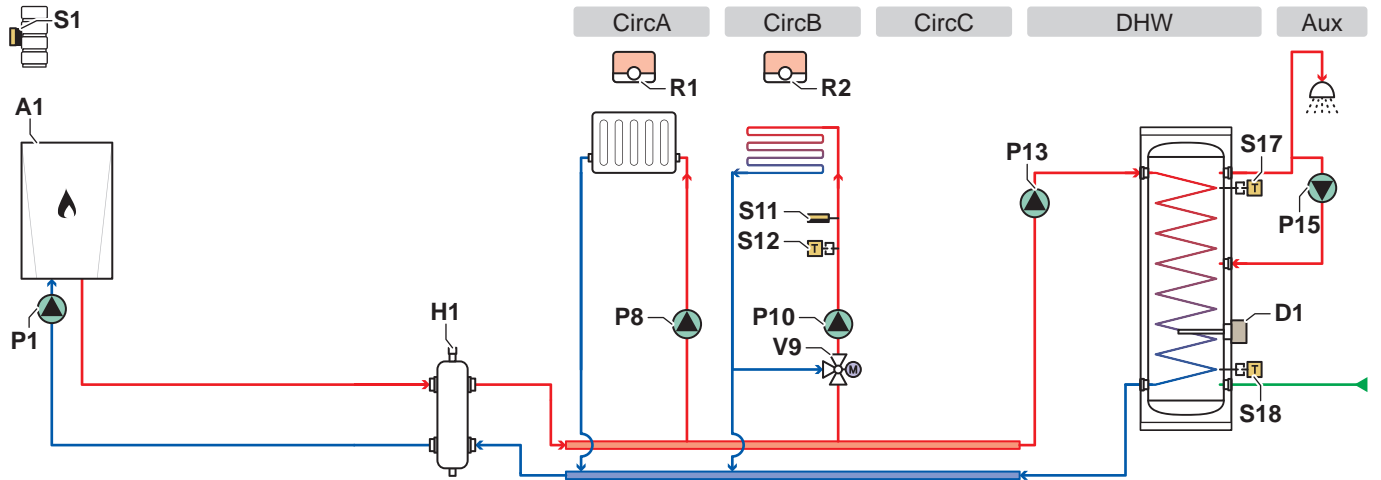 S1
CircA
CircB
CircC
DHW
Aux
R1
R2
A1
P13
S17
T
S11
S12
T
P15
P1
H1
P8
P10
V9
M
D1
T
S18